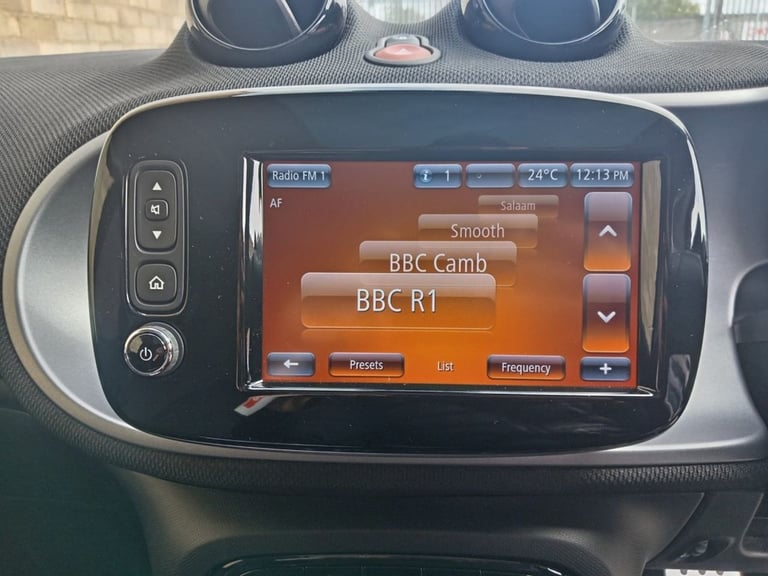 Radio FM 1 1 24°C 12:13 PM
AF
Salaam
Smooth
BBC Camb
BBC R1
Presets List Frequency